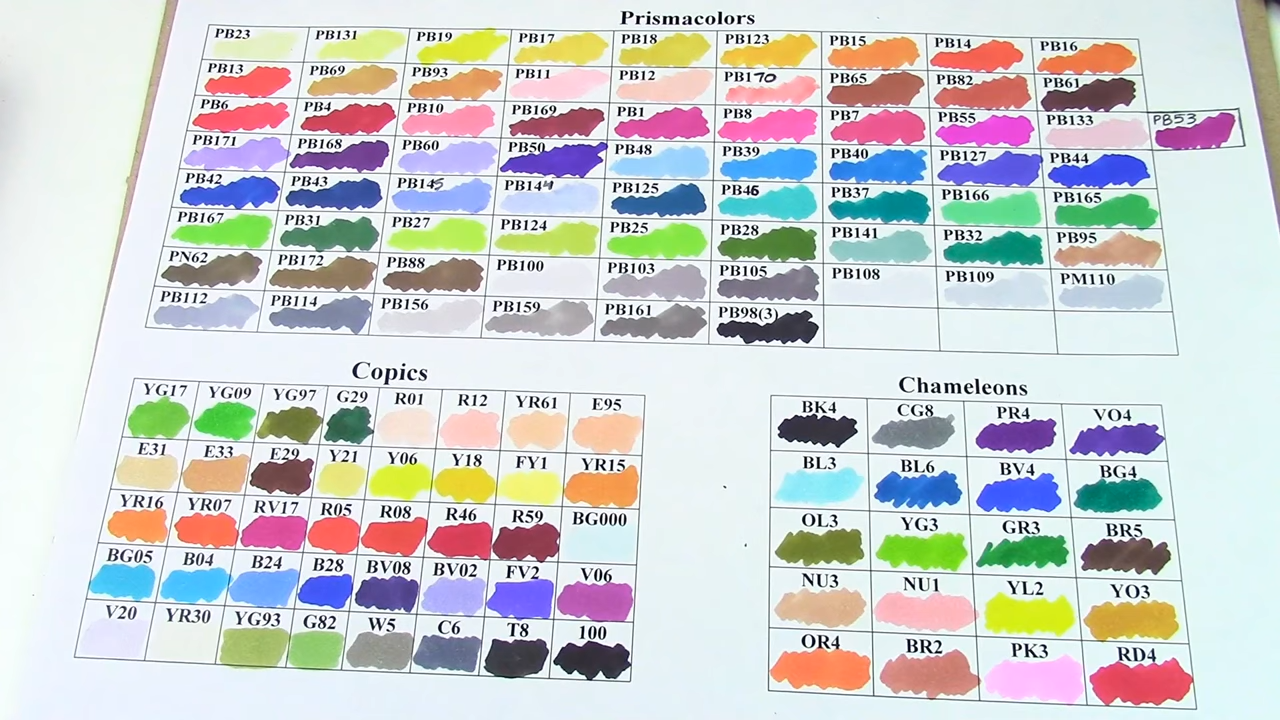 Prismacolors
PB23 PB131 PB19 PB17 PB18 PB123 PB15 PB14 PB16
PB13 PB69 PB93 PB11 PB12 PB170 PB65 PB82 PB61
PB6 PB4 PB10 PB169 PB1 PB8 PB7 PB55 PB133 PB53
PB171 PB168 PB60 PB50 PB48 PB39 PB40 PB127 PB44
PB42 PB43 PB145 PB144 PB125 PB46 PB37 PB166 PB165
PB167 PB31 PB27 PB124 PB25 PB28 PB141 PB32 PB95
PN62 PB172 PB88 PB100 PB103 PB105 PB108 PB109 PM110
PB112 PB114 PB156 PB159 PB161 PB98(3)
Copics
YG17 YG09 YG97 G29 R01 R12 YR61 E95
E31 E33 E29 Y21 Y06 Y18 FY1 YR15
YR16 YR07 RV17 R05 R08 R46 R59 BG000
BG05 B04 B24 B28 BV08 BV02 FV2 V06
V20 YR30 YG93 G82 W5 C6 T8 100
Chameleons
BK4 CG8 PR4 VO4
BL3 BL6 BV4 BG4
OL3 YG3 GR3 BR5
NU3 NU1 YL2 YO3
OR4 BR2 PK3 RD4